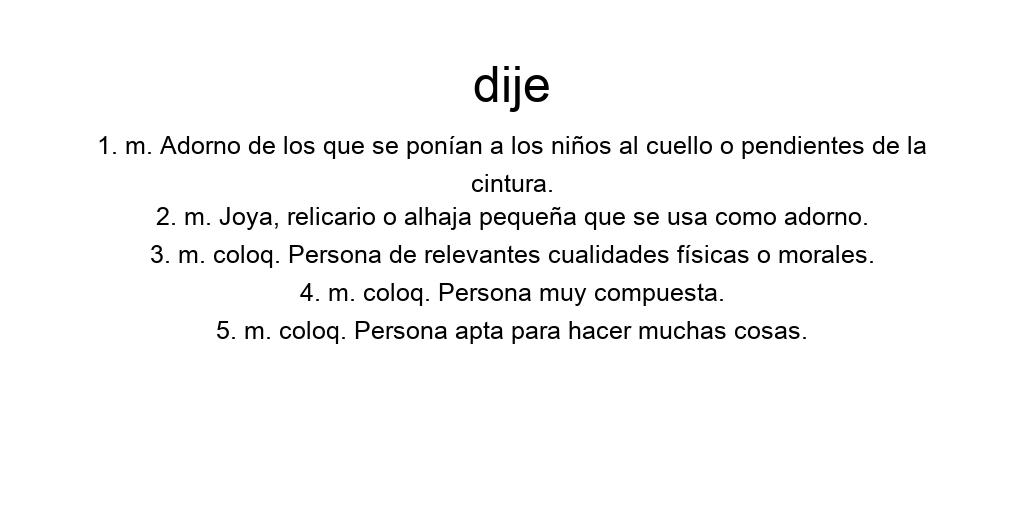 dije
1. m. Adorno de los que se ponían a los niños al cuello o pendientes de la
cintura.
2. m. Joya, relicario o alhaja pequeña que se usa como adorno.
3. m. coloq. Persona de relevantes cualidades físicas o morales.
4. m. coloq. Persona muy compuesta.
5. m. coloq. Persona apta para hacer muchas cosas.